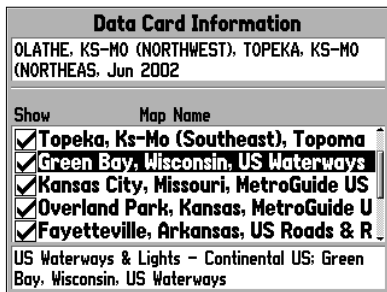 Data Card Information
OLATHE, KS-MO (NORTHWEST), TOPEKA, KS-MO
(NORTHEAS, Jun 2002
Show Map Name
Topeka, Ks-Mo (Southeast), Topoma
Green Bay, Wisconsin, US Waterways
Kansas City, Missouri, MetroGuide US
Overland Park, Kansas, MetroGuide U
Fayetteville, Arkansas, US Roads & R
US Waterways & Lights - Continental US; Green
Bay, Wisconsin, US Waterways